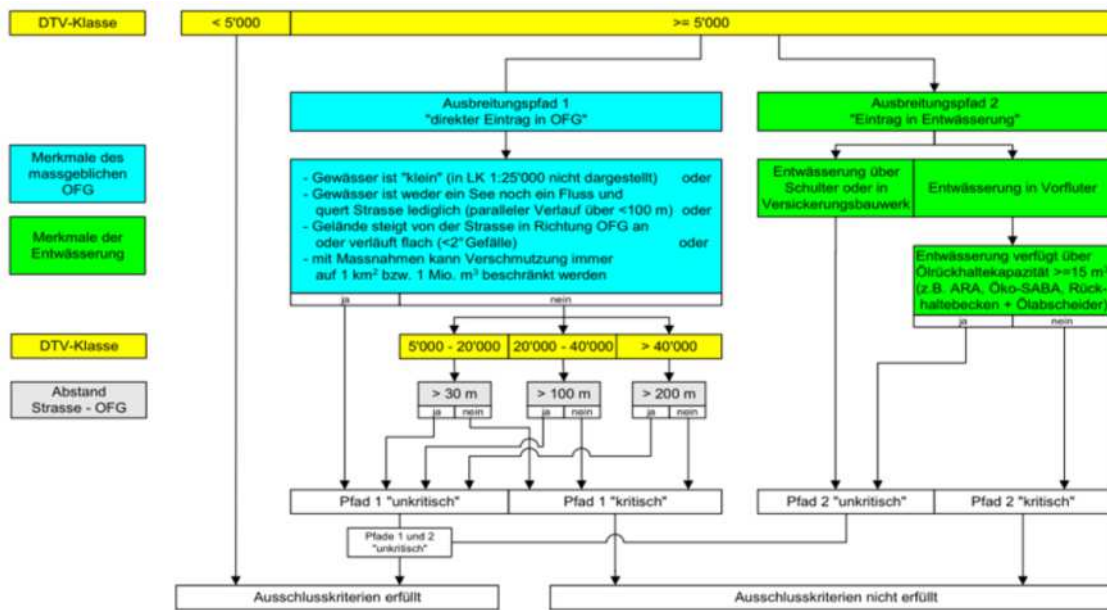 DTV-Klasse
< 5'000
>= 5'000
Ausbreitungspfad 1
"direkter Eintrag in OFG"
Ausbreitungspfad 2
"Eintrag in Entwässerung"
Merkmale des
massgeblichen
OFG
Merkmale der
Entwässerung
- Gewässer ist "klein" (in LK 1:25'000 nicht dargestellt) oder
- Gewässer ist weder ein See noch ein Fluss und
quert Strasse lediglich (paralleler Verlauf über <100 m) oder
- Gelände steigt von der Strasse in Richtung OFG an
oder verläuft flach (<2° Gefälle) oder
- mit Massnahmen kann Verschmutzung immer
auf 1 km² bzw. 1 Mio. m³ beschränkt werden
ja
nein
Entwässerung über
Schulter oder in
Versickerungsbauwerk
Entwässerung in Vorfluter
Entwässerung verfügt über
Ölrückhaltekapazität >=15 m³
(z.B. ARA, Öko-SABA, Rück-
haltebecken + Ölabscheider)
ja
nein
DTV-Klasse
5'000 - 20'000
20'000 - 40'000
> 40'000
Abstand
Strasse - OFG
> 30 m
ja
nein
> 100 m
ja
nein
> 200 m
ja
nein
Pfad 1 "unkritisch"
Pfad 1 "kritisch"
Pfad 2 "unkritisch"
Pfad 2 "kritisch"
Pfade 1 und 2
"unkritisch"
Ausschlusskriterien erfüllt
Ausschlusskriterien nicht erfüllt